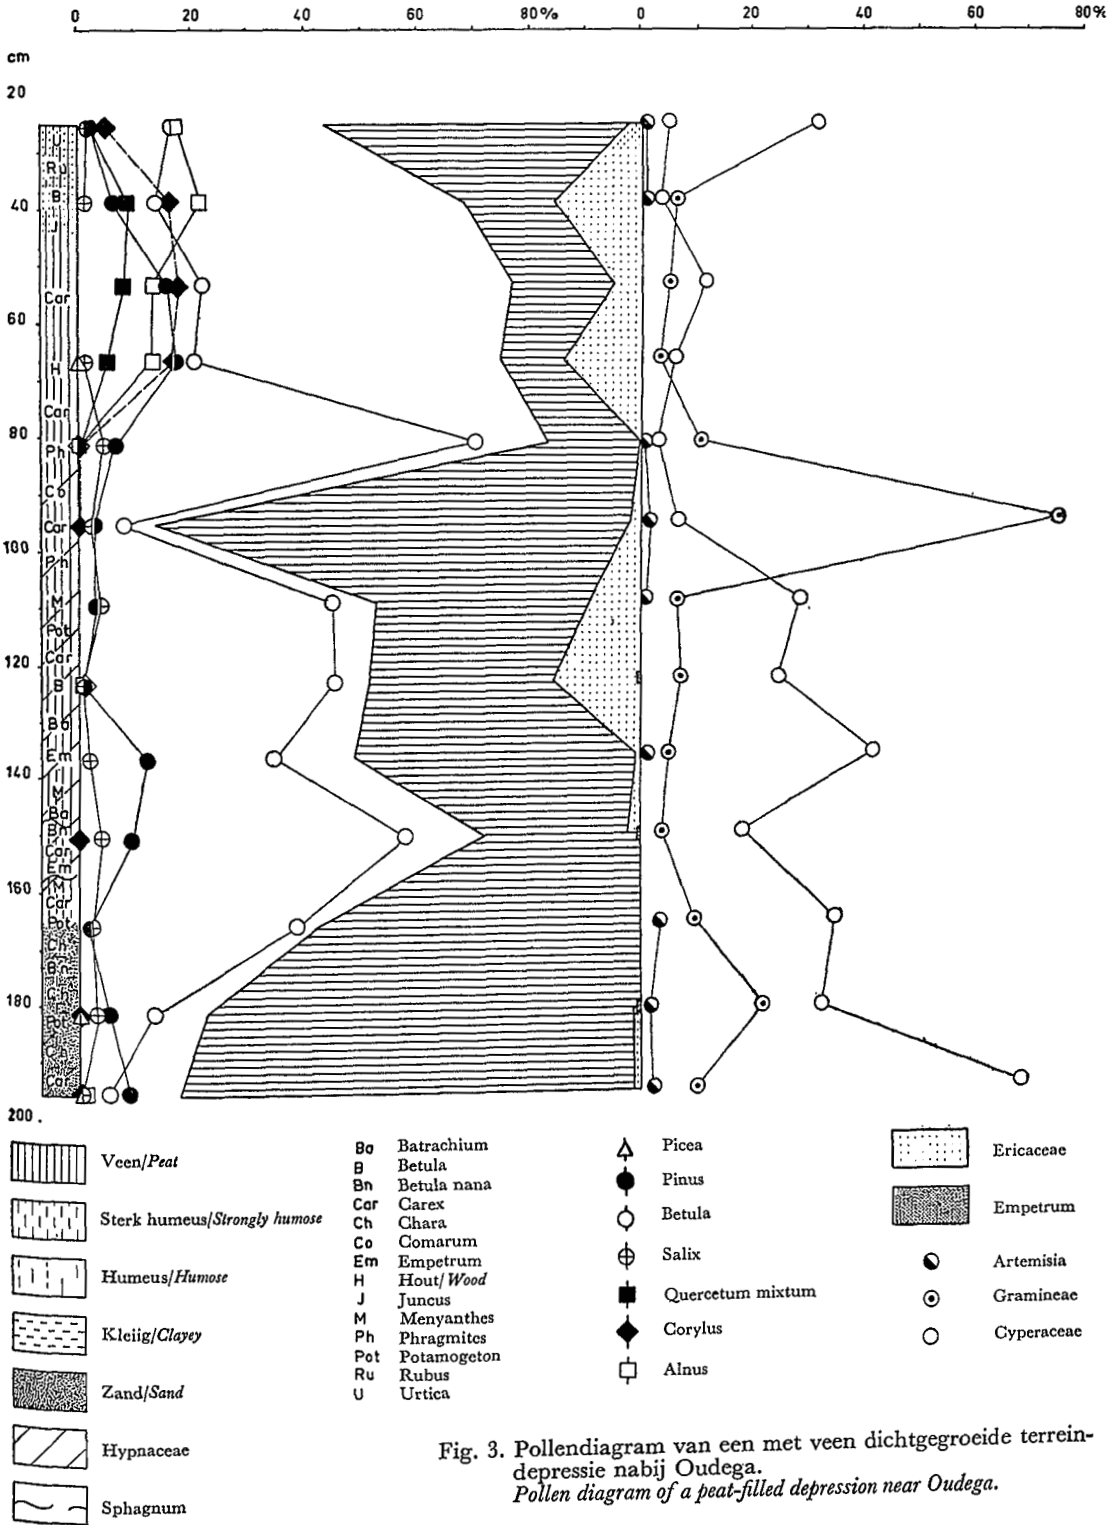 0 20 40 60 80% 0 20 40 60 80%
cm
20
40
60
80
100
120
140
160
180
200
U
Ru
B
J
Car
H
Car
Ph
Co
Car
Ph
M
Pot
Car
B
Ba
Em
M
Ba
Bn
Car
Em
M
Car
Pot
Ch
Bn
Ch
Pot
Ch
Car
Veen/Peat
Sterk humeus/Strongly humose
Humeus/Humose
Kleiig/Clayey
Zand/Sand
Hypnaceae
Sphagnum
Ba Batrachium
B Betula
Bn Betula nana
Car Carex
Ch Chara
Co Comarum
Em Empetrum
H Hout/Wood
J Juncus
M Menyanthes
Ph Phragmites
Pot Potamogeton
Ru Rubus
U Urtica
Picea
Pinus
Betula
Salix
Quercetum mixtum
Corylus
Alnus
Ericaceae
Empetrum
Artemisia
Gramineae
Cyperaceae
Fig. 3. Pollendiagram van een met veen dichtgegroeide terrein-
depressie nabij Oudega.
Pollen diagram of a peat-filled depression near Oudega.